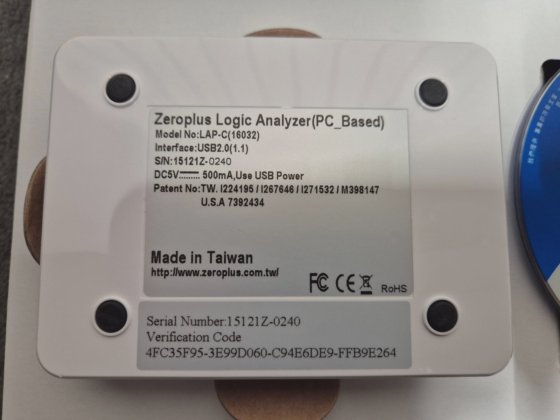 Zeroplus Logic Analyzer(PC_Based)
Model No:LAP-C(16032)
Interface:USB2.0(1.1)
S/N:15121Z-0240
DC5V 500mA,Use USB Power
Patent No:TW. I224195 / I267646 / I271532 / M398147
U.S.A 7392434
Made in Taiwan
http://www.zeroplus.com.tw/
FC CE RoHS
Serial Number:15121Z-0240
Verification Code
4FC35F95-3E99D060-C94E6DE9-FFB9E264